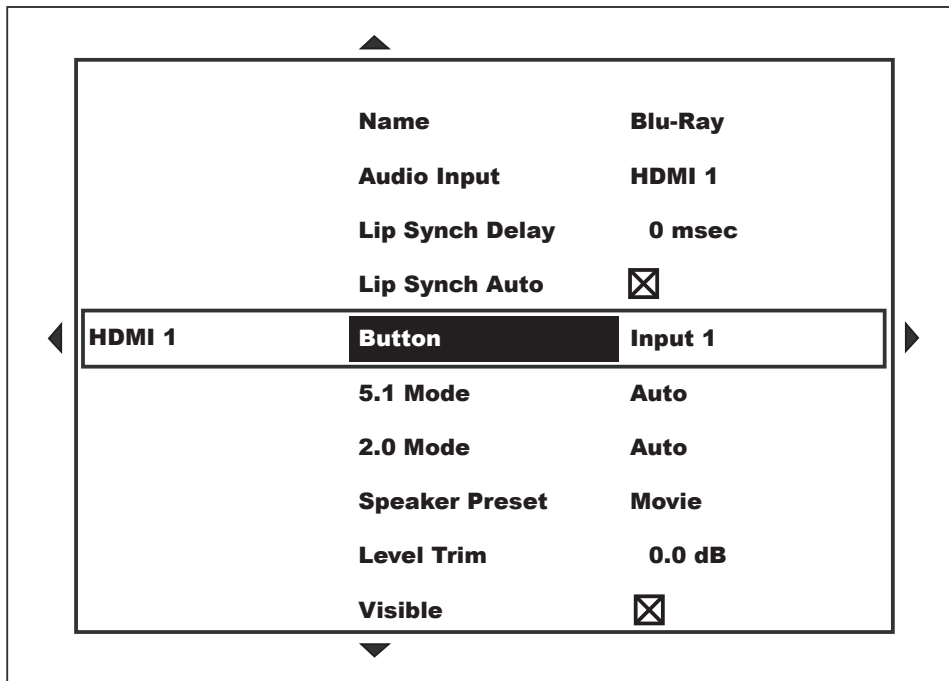 Name Blu-Ray
Audio Input HDMI 1
Lip Synch Delay 0 msec
Lip Synch Auto
HDMI 1 Button Input 1
5.1 Mode Auto
2.0 Mode Auto
Speaker Preset Movie
Level Trim 0.0 dB
Visible